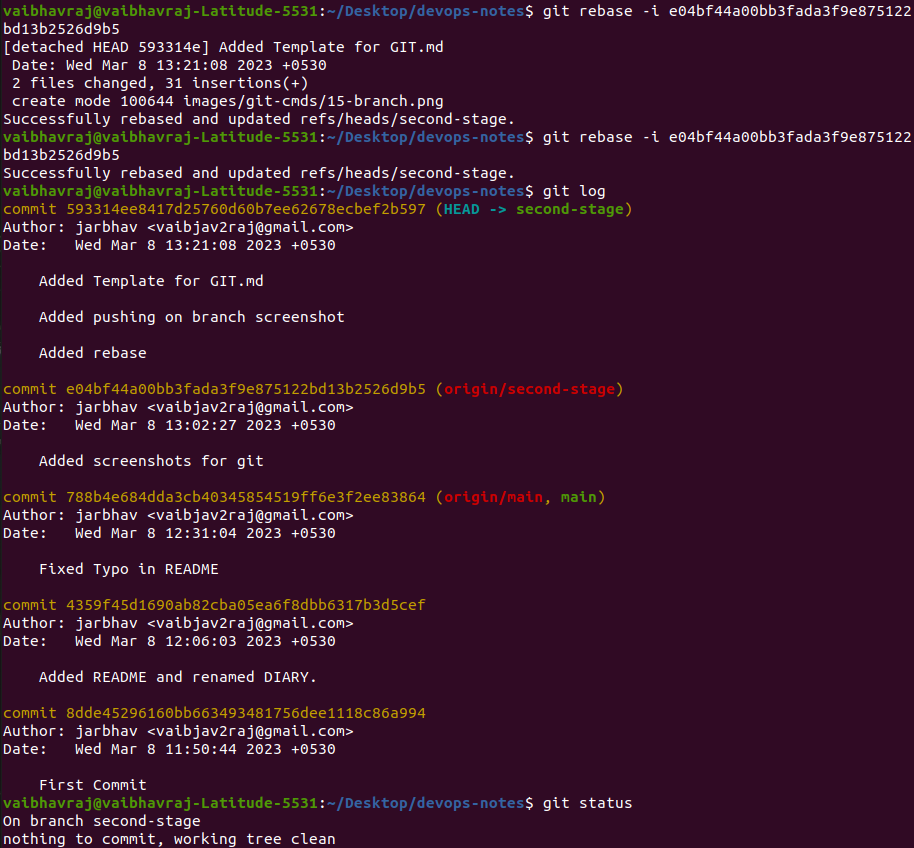 vaibhavraj@vaibhavraj-Latitude-5531:~/Desktop/devops-notes$ git rebase -i e04bf44a00bb3fada3f9e875122
bd13b2526d9b5
[detached HEAD 593314e] Added Template for GIT.md
 Date: Wed Mar 8 13:21:08 2023 +0530
 2 files changed, 31 insertions(+)
 create mode 100644 images/git-cmds/15-branch.png
Successfully rebased and updated refs/heads/second-stage.
vaibhavraj@vaibhavraj-Latitude-5531:~/Desktop/devops-notes$ git rebase -i e04bf44a00bb3fada3f9e875122
bd13b2526d9b5
Successfully rebased and updated refs/heads/second-stage.
vaibhavraj@vaibhavraj-Latitude-5531:~/Desktop/devops-notes$ git log
commit 593314ee8417d25760d60b7ee62678ecbef2b597 (HEAD -> second-stage)
Author: jarbhav <vaibjav2raj@gmail.com>
Date:   Wed Mar 8 13:21:08 2023 +0530

    Added Template for GIT.md

    Added pushing on branch screenshot

    Added rebase

commit e04bf44a00bb3fada3f9e875122bd13b2526d9b5 (origin/second-stage)
Author: jarbhav <vaibjav2raj@gmail.com>
Date:   Wed Mar 8 13:02:27 2023 +0530

    Added screenshots for git

commit 788b4e684dda3cb40345854519ff6e3f2ee83864 (origin/main, main)
Author: jarbhav <vaibjav2raj@gmail.com>
Date:   Wed Mar 8 12:31:04 2023 +0530

    Fixed Typo in README

commit 4359f45d1690ab82cba05ea6f8dbb6317b3d5cef
Author: jarbhav <vaibjav2raj@gmail.com>
Date:   Wed Mar 8 12:06:03 2023 +0530

    Added README and renamed DIARY.

commit 8dde45296160bb663493481756dee1118c86a994
Author: jarbhav <vaibjav2raj@gmail.com>
Date:   Wed Mar 8 11:50:44 2023 +0530

    First Commit
vaibhavraj@vaibhavraj-Latitude-5531:~/Desktop/devops-notes$ git status
On branch second-stage
nothing to commit, working tree clean